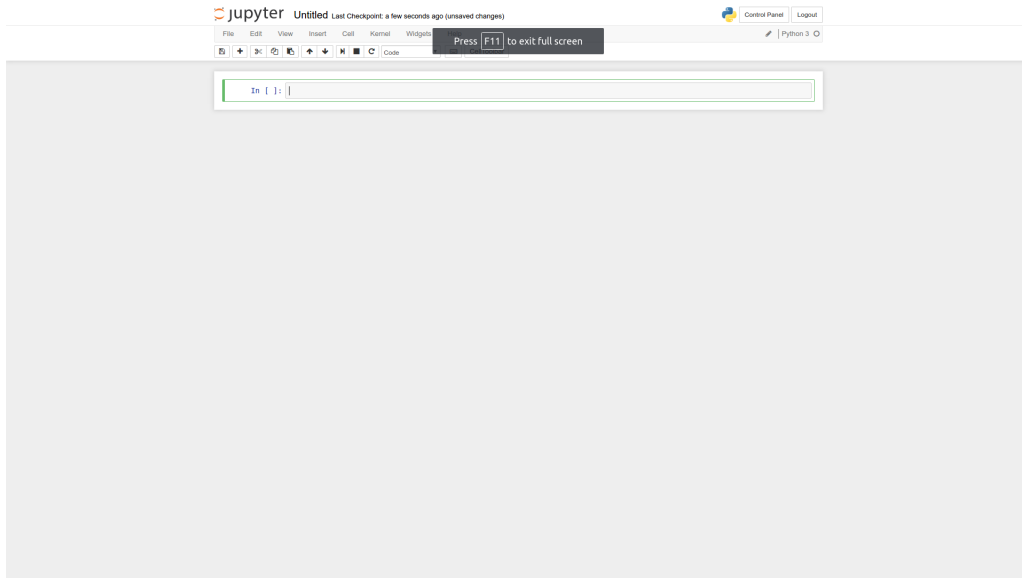 jupyter Untitled Last Checkpoint: a few seconds ago (unsaved changes) Control Panel Logout
File Edit View Insert Cell Kernel Widgets Python 3
Press F11 to exit full screen
Code
In [ ]: